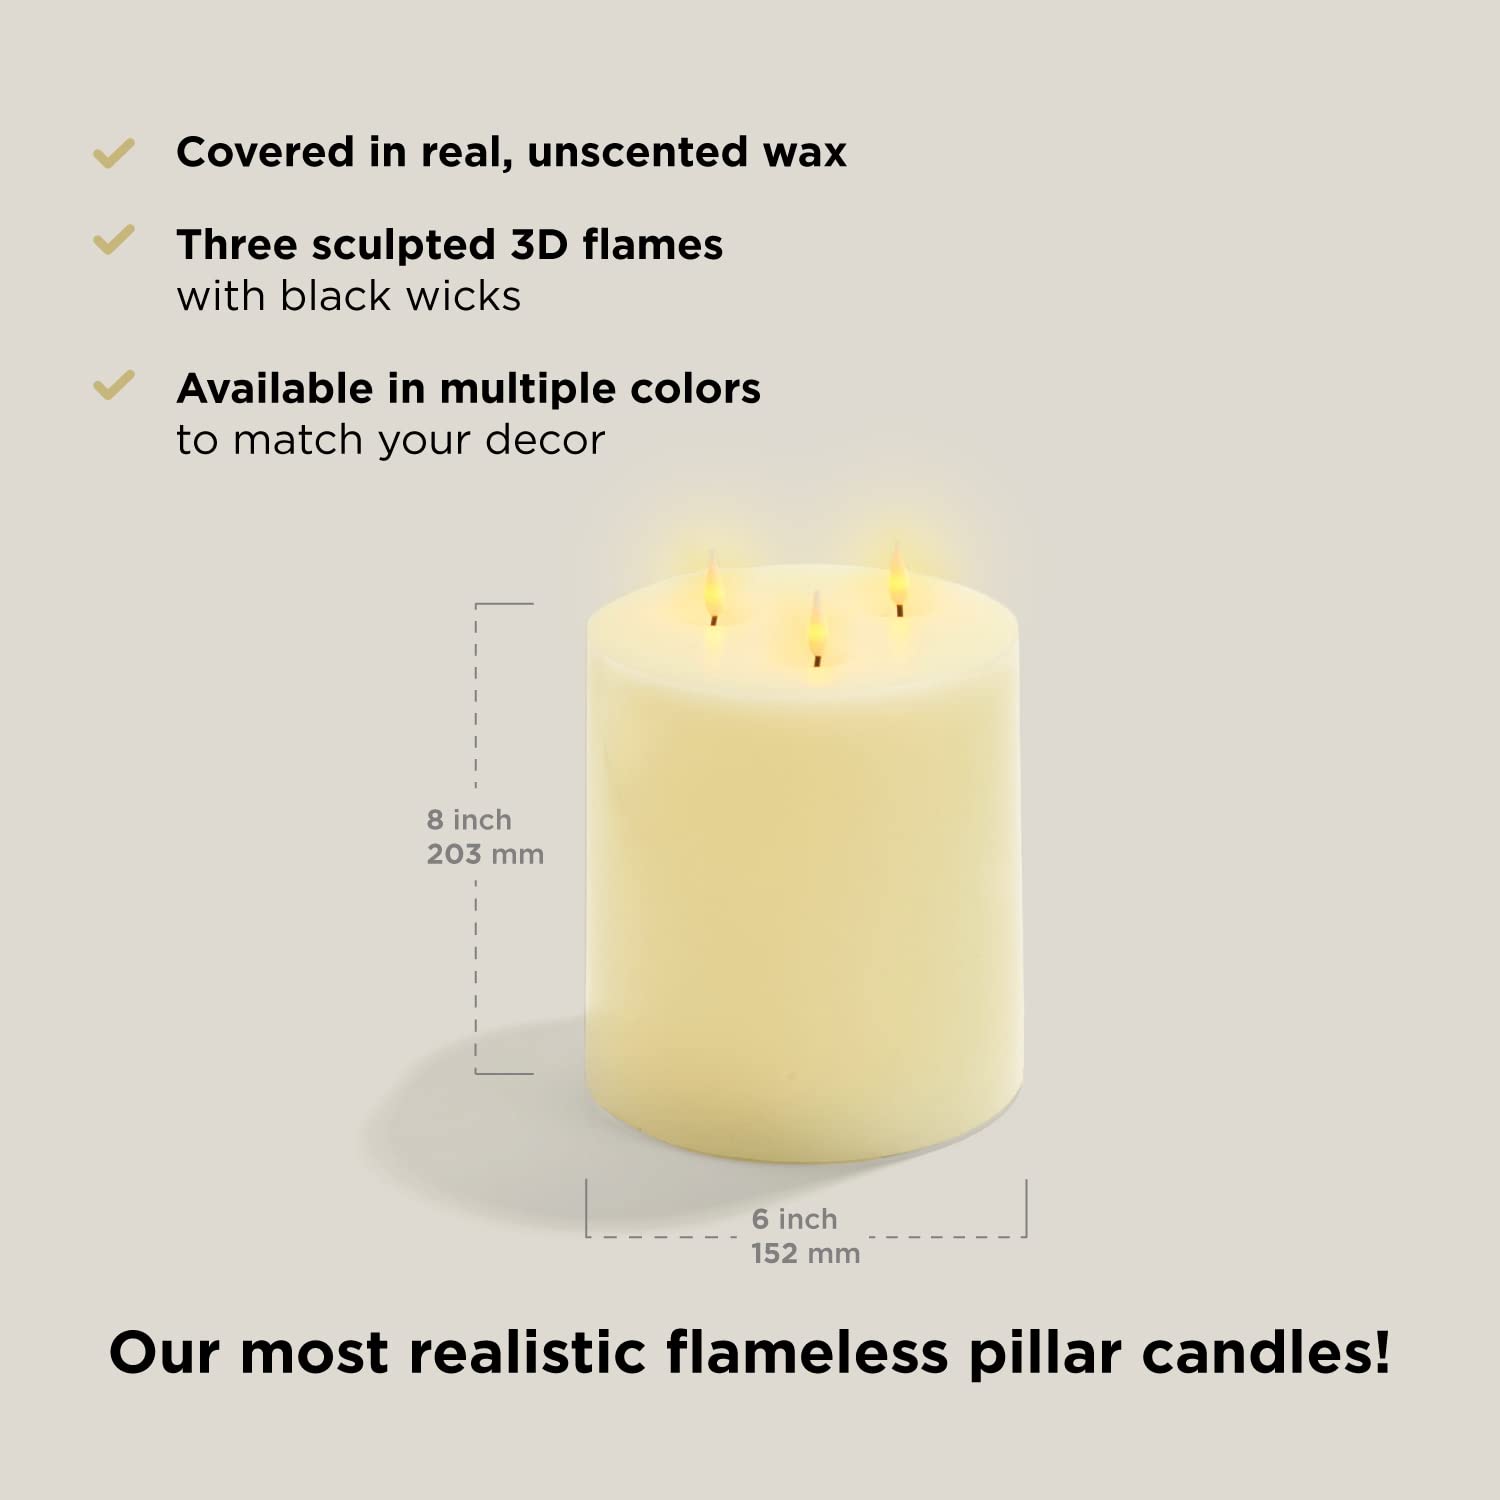 Covered in real, unscented wax
Three sculpted 3D flames
with black wicks
Available in multiple colors
to match your decor
8 inch
203 mm
6 inch
152 mm
Our most realistic flameless pillar candles!